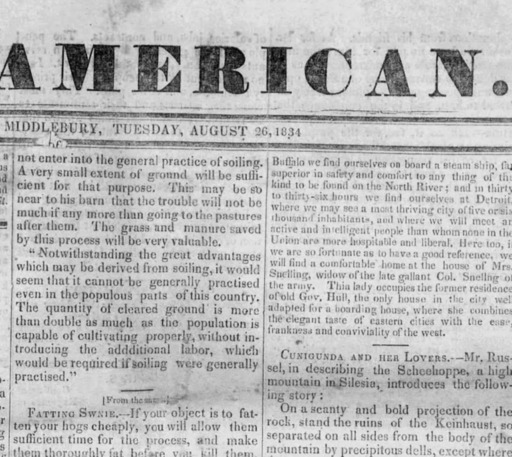 AMERICAN.
MIDDLEBURY, TUESDAY, AUGUST 26, 1834
not enter into the general practice of soiling.
A very small extent of ground will be suffi-
cient for that purpose. This may be so
near to his barn that the trouble will not be
much if any more than going to the pastures
after them. The grass and manure saved
by this process will be very valuable.
"Notwithstanding the great advantages
which may be derived from soiling, it would
seem that it cannot be generally practised
even in the populous parts of this country.
The quantity of cleared ground is more
than double as much as the population is
capable of cultivating properly, without in-
troducing the addditional labor, which
would be required if soiling were generally
practised."
[From the same.]
FATTING SWNIE.—If your object is to fat-
ten your hogs cheaply, you will allow them
sufficient time for the process, and make
them thoroughly fat before you kill them.
Buffalo we find ourselves on board a steam ship, far
superior in safety and comfort to any thing of the
kind to be found on the North River; and in thirty
to thirty-six hours we find ourselves at Detroit,
where we may see a most thriving city of five or six
thousand inhabitants, and where we will meet an
active and intelligent people than whom none in the
Union are more hospitable and liberal. Here too, if
we are so fortunate as to have a good reference, we
will find a comfortable home at the house of Mrs.
Snelling, widow of the late gallant Col. Snelling of
the army. This lady occupies the former residence
of old Gov. Hull, the only house in the city well
adapted for a boarding house, where she combines
the elegant taste of eastern cities with the ease,
frankness and conviviality of the west.
CUNIGUNDA AND HER LOVERS.—Mr. Rus-
sel, in describing the Scheehoppe, a high
mountain in Silesia, introduces the follow-
ing story:
On a scanty and bold projection of the
rock, stand the ruins of the Keinhaust, so
separated on all sides from the body of the
mountain by precipitous dells, except where